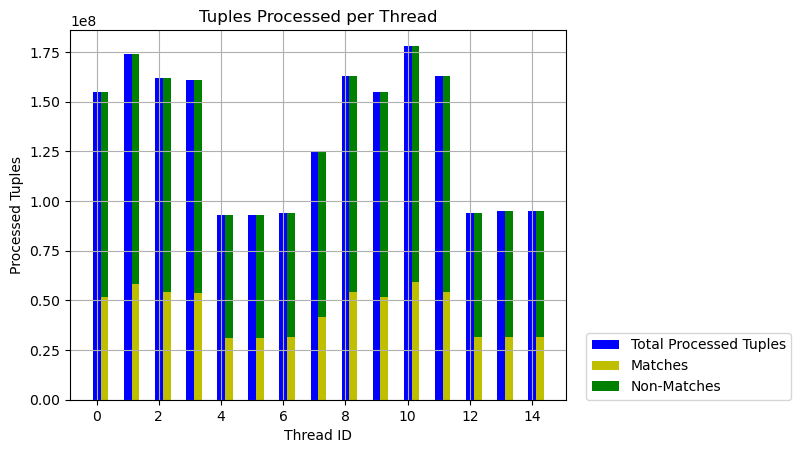 Tuples Processed per Thread
1e8
1.75
1.50
1.25
1.00
0.75
0.50
0.25
0.00
Processed Tuples
0 2 4 6 8 10 12 14
Thread ID
Total Processed Tuples
Matches
Non-Matches